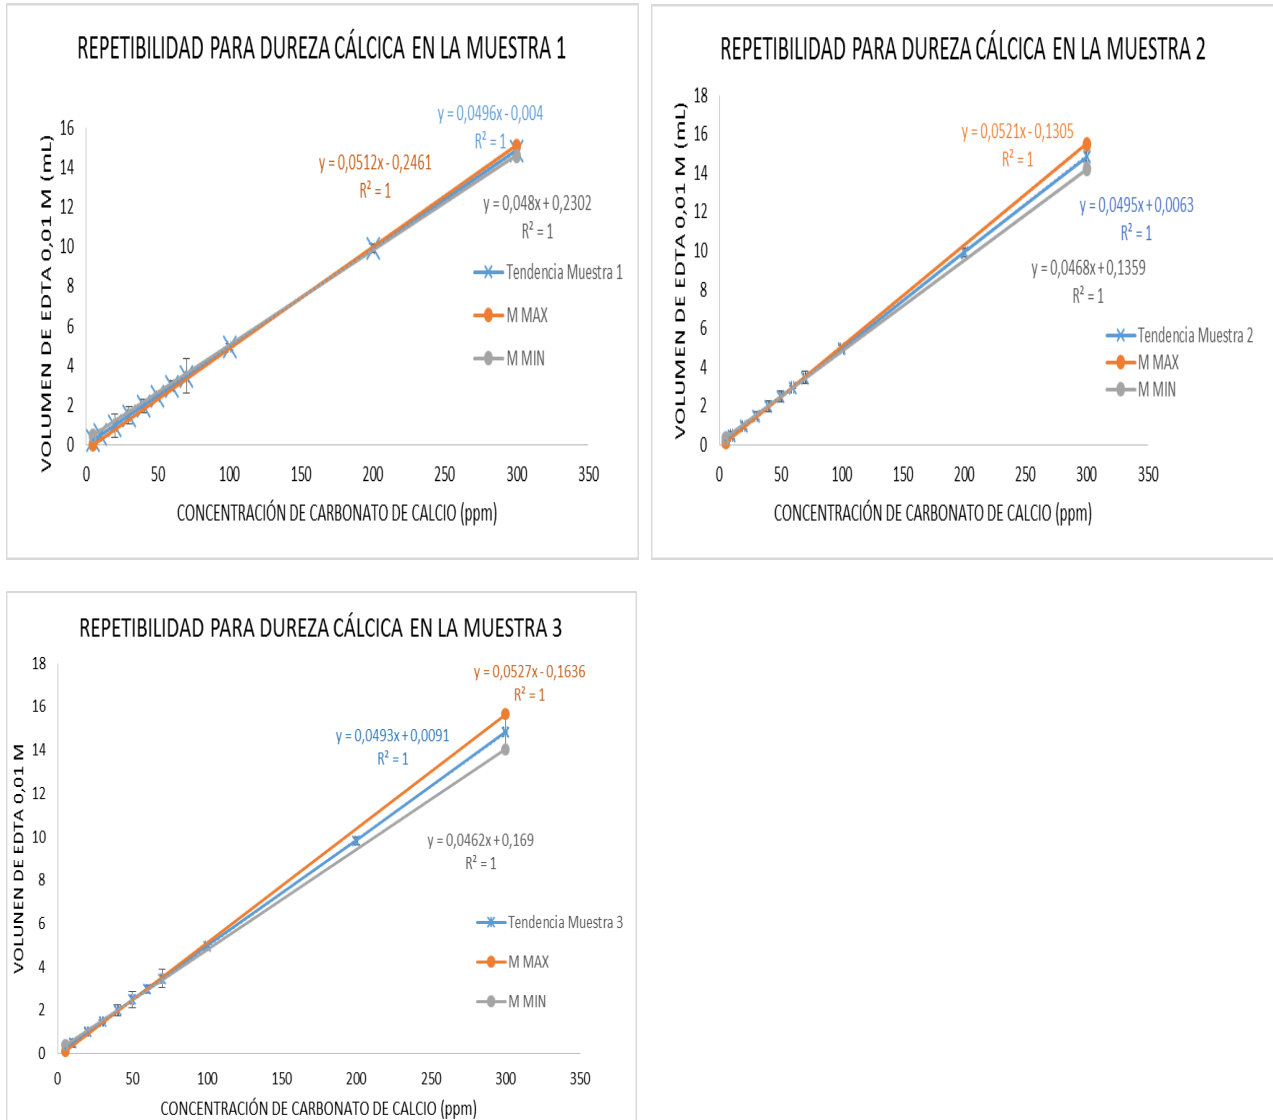 REPETIBILIDAD PARA DUREZA CÁLCICA EN LA MUESTRA 1
y = 0,0496x - 0,004
R² = 1
y = 0,0512x - 0,2461
R² = 1
y = 0,048x + 0,2302
R² = 1
Tendencia Muestra 1
M MAX
M MIN
VOLUMEN DE EDTA 0,01 M (mL)
16
14
12
10
8
6
4
2
0
0 50 100 150 200 250 300 350
CONCENTRACIÓN DE CARBONATO DE CALCIO (ppm)
REPETIBILIDAD PARA DUREZA CÁLCICA EN LA MUESTRA 2
y = 0,0521x - 0,1305
R² = 1
y = 0,0495x + 0,0063
R² = 1
y = 0,0468x + 0,1359
R² = 1
Tendencia Muestra 2
M MAX
M MIN
VOLUMEN DE EDTA 0,01 M (mL)
18
16
14
12
10
8
6
4
2
0
0 50 100 150 200 250 300 350
CONCENTRACIÓN DE CARBONATO DE CALCIO (ppm)
REPETIBILIDAD PARA DUREZA CÁLCICA EN LA MUESTRA 3
y = 0,0527x - 0,1636
R² = 1
y = 0,0493x + 0,0091
R² = 1
y = 0,0462x + 0,169
R² = 1
Tendencia Muestra 3
M MAX
M MIN
VOLUNEN DE EDTA 0,01 M
18
16
14
12
10
8
6
4
2
0
0 50 100 150 200 250 300 350
CONCENTRACIÓN DE CARBONATO DE CALCIO (ppm)